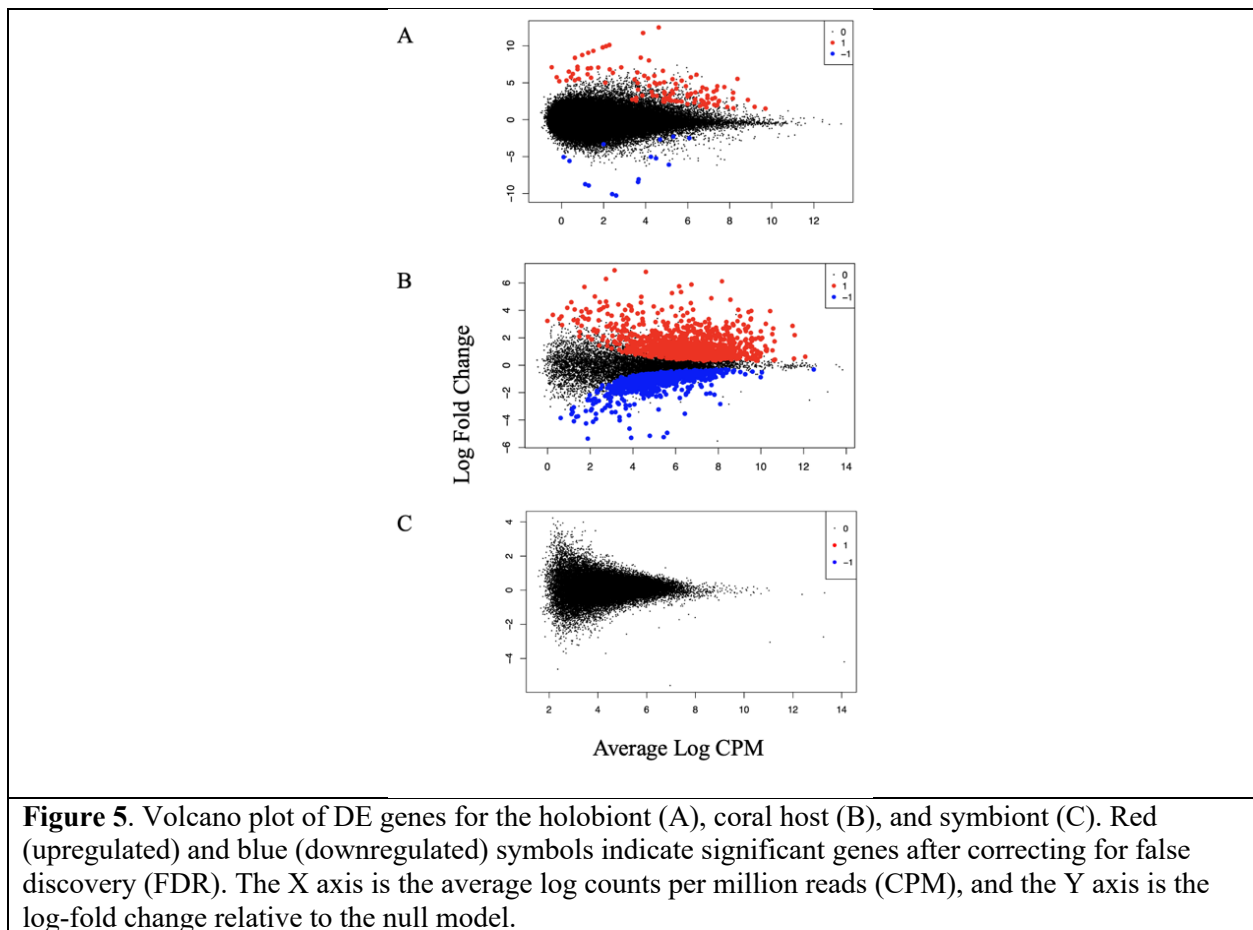 A
0
1
-1
10
5
0
-5
-10
0 2 4 6 8 10 12
B
0
1
-1
6
4
2
0
-2
-4
-6
0 2 4 6 8 10 12 14
Log Fold Change
C
0
1
-1
4
2
0
-2
-4
2 4 6 8 10 12 14
Average Log CPM
Figure 5. Volcano plot of DE genes for the holobiont (A), coral host (B), and symbiont (C). Red
(upregulated) and blue (downregulated) symbols indicate significant genes after correcting for false
discovery (FDR). The X axis is the average log counts per million reads (CPM), and the Y axis is the
log-fold change relative to the null model.